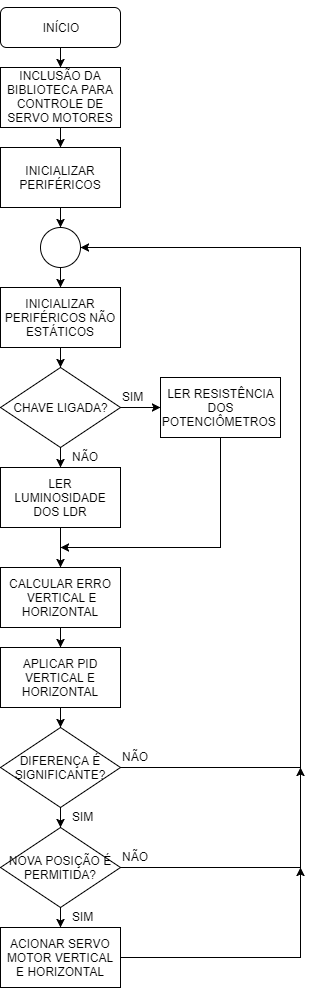 INÍCIO
INCLUSÃO DA
BIBLIOTECA PARA
CONTROLE DE
SERVO MOTORES
INICIALIZAR
PERIFÉRICOS
INICIALIZAR
PERIFÉRICOS NÃO
ESTÁTICOS
CHAVE LIGADA?
SIM
LER RESISTÊNCIA
DOS
POTENCIÔMETROS
NÃO
LER
LUMINOSIDADE
DOS LDR
CALCULAR ERRO
VERTICAL E
HORIZONTAL
APLICAR PID
VERTICAL E
HORIZONTAL
DIFERENÇA É
SIGNIFICANTE?
NÃO
SIM
NOVA POSIÇÃO É
PERMITIDA?
NÃO
SIM
ACIONAR SERVO
MOTOR VERTICAL
E HORIZONTAL